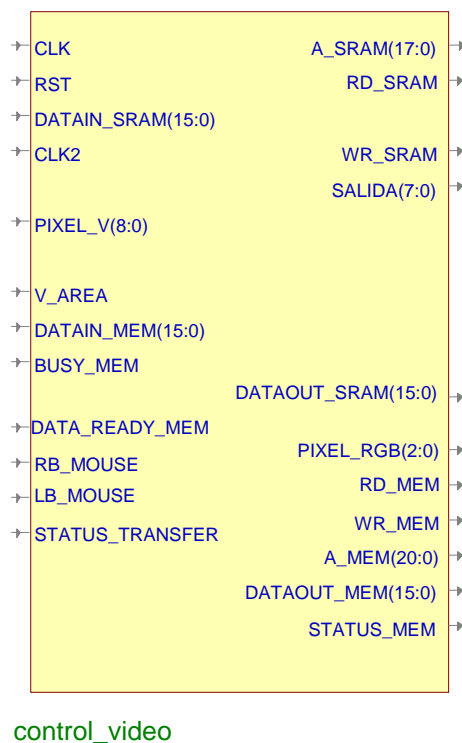 CLK
A_SRAM(17:0)
RST
RD_SRAM
DATAIN_SRAM(15:0)
CLK2
WR_SRAM
SALIDA(7:0)
PIXEL_V(8:0)
V_AREA
DATAIN_MEM(15:0)
BUSY_MEM
DATAOUT_SRAM(15:0)
DATA_READY_MEM
PIXEL_RGB(2:0)
RB_MOUSE
RD_MEM
LB_MOUSE
WR_MEM
STATUS_TRANSFER
A_MEM(20:0)
DATAOUT_MEM(15:0)
STATUS_MEM
control_video